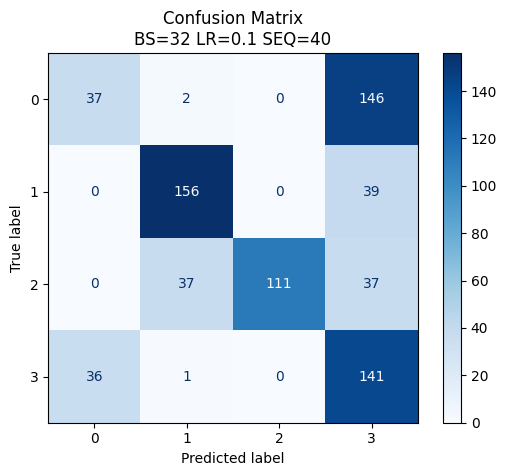 Confusion Matrix
BS=32 LR=0.1 SEQ=40
0 37 2 0 146
1 0 156 0 39
2 0 37 111 37
3 36 1 0 141
0 1 2 3
Predicted label
True label
140
120
100
80
60
40
20
0